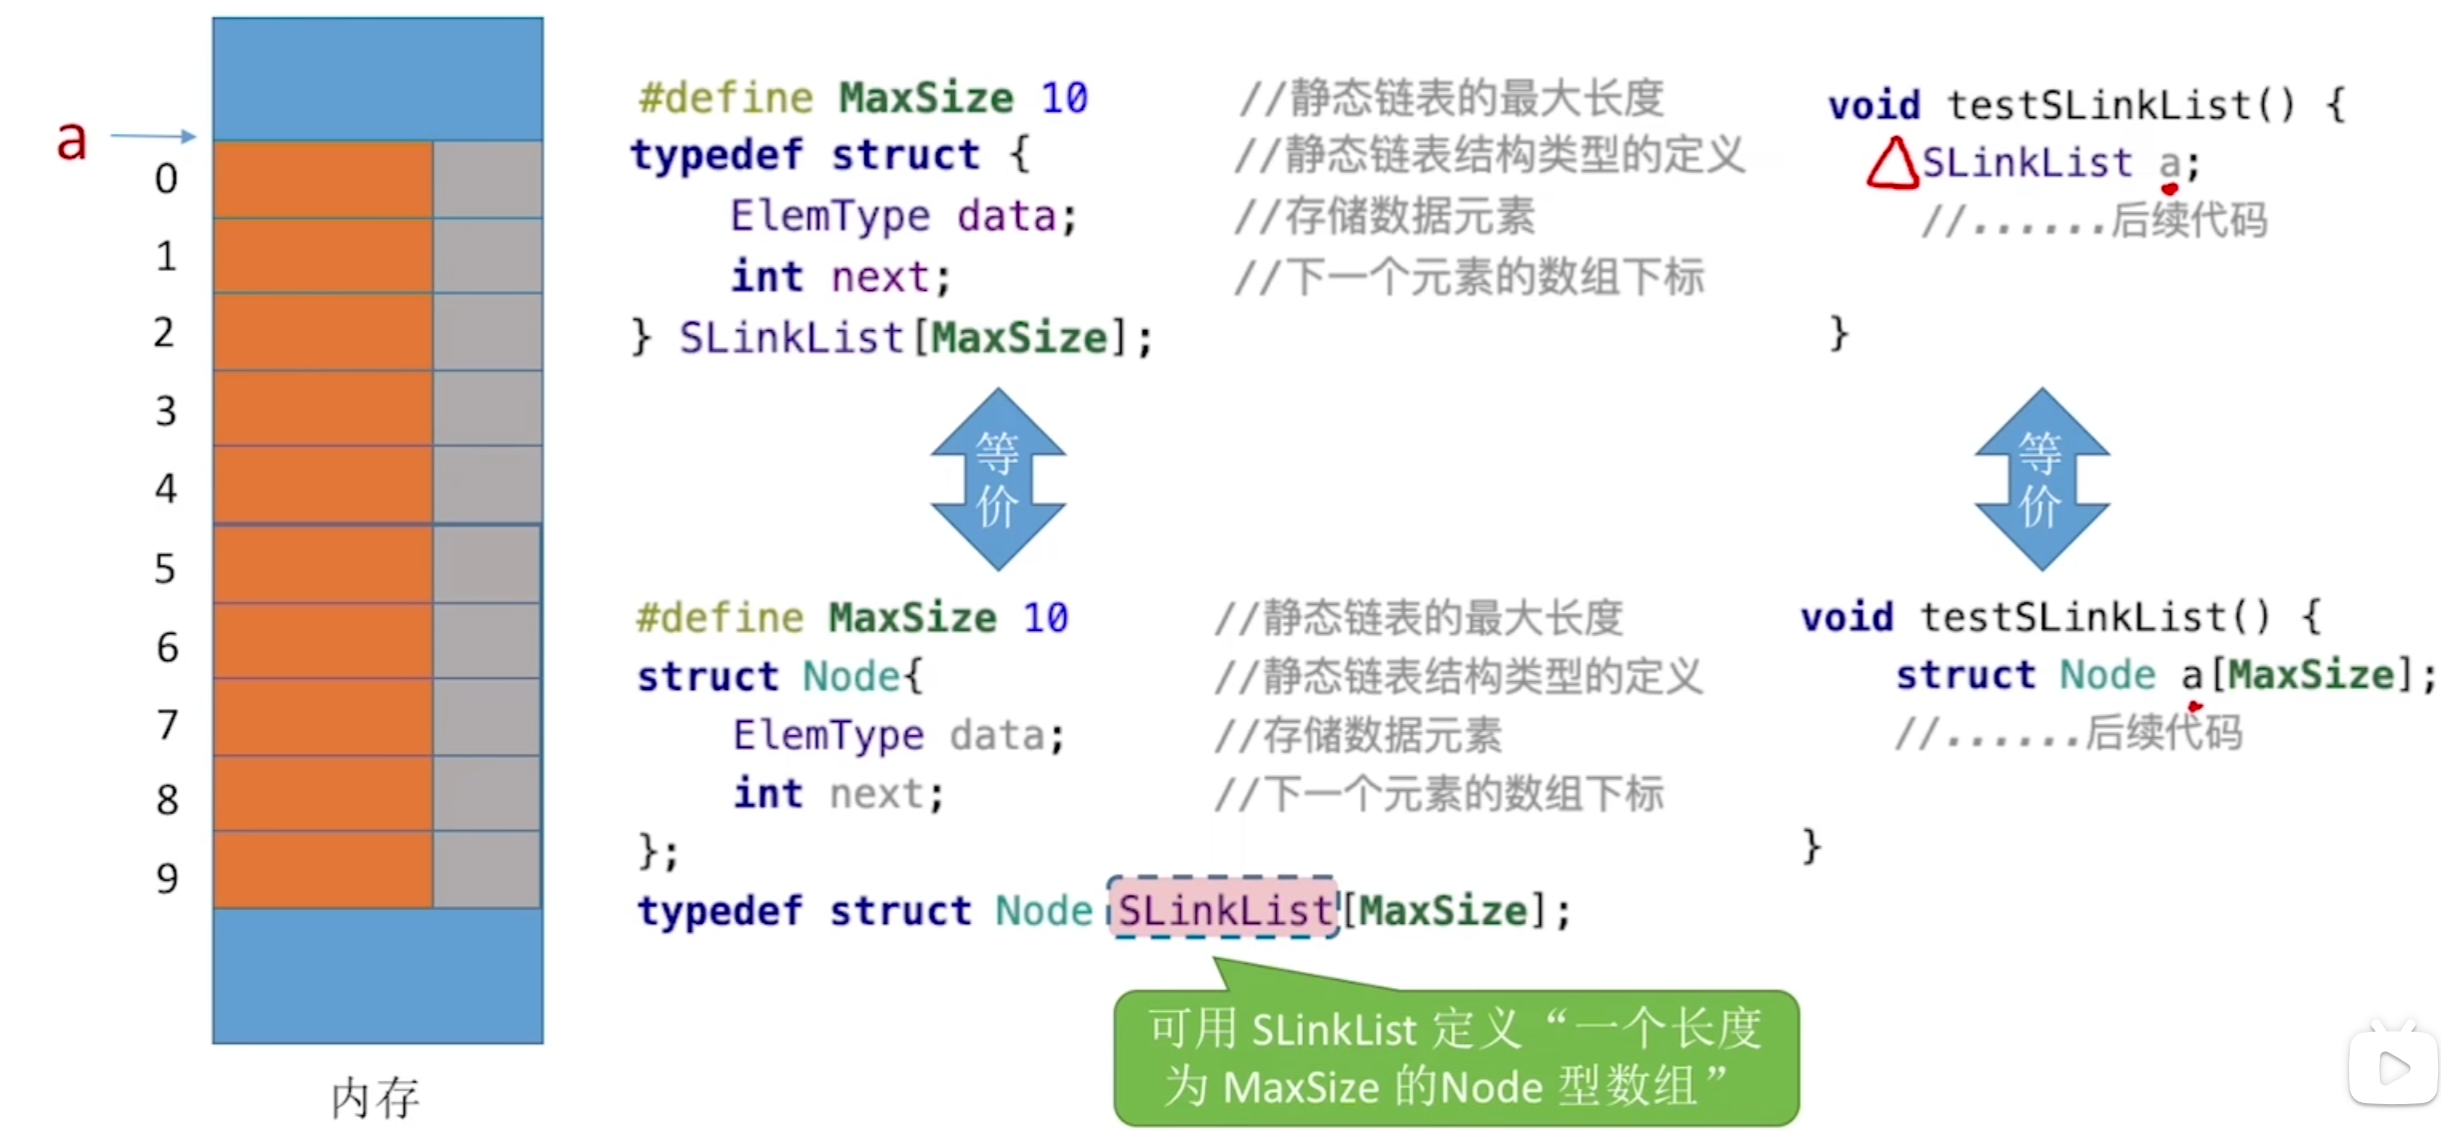 a
0
1
2
3
4
5
6
7
8
9
内存
#define MaxSize 10 //静态链表的最大长度
typedef struct { //静态链表结构类型的定义
ElemType data; //存储数据元素
int next; //下一个元素的数组下标
} SLinkList[MaxSize];
等
价
#define MaxSize 10 //静态链表的最大长度
struct Node{ //静态链表结构类型的定义
ElemType data; //存储数据元素
int next; //下一个元素的数组下标
};
typedef struct Node SLinkList[MaxSize];
可用 SLinkList 定义“一个长度
为 MaxSize 的Node 型数组”
void testSLinkList() {
SLinkList a;
//......后续代码
}
等
价
void testSLinkList() {
struct Node a[MaxSize];
//......后续代码
}